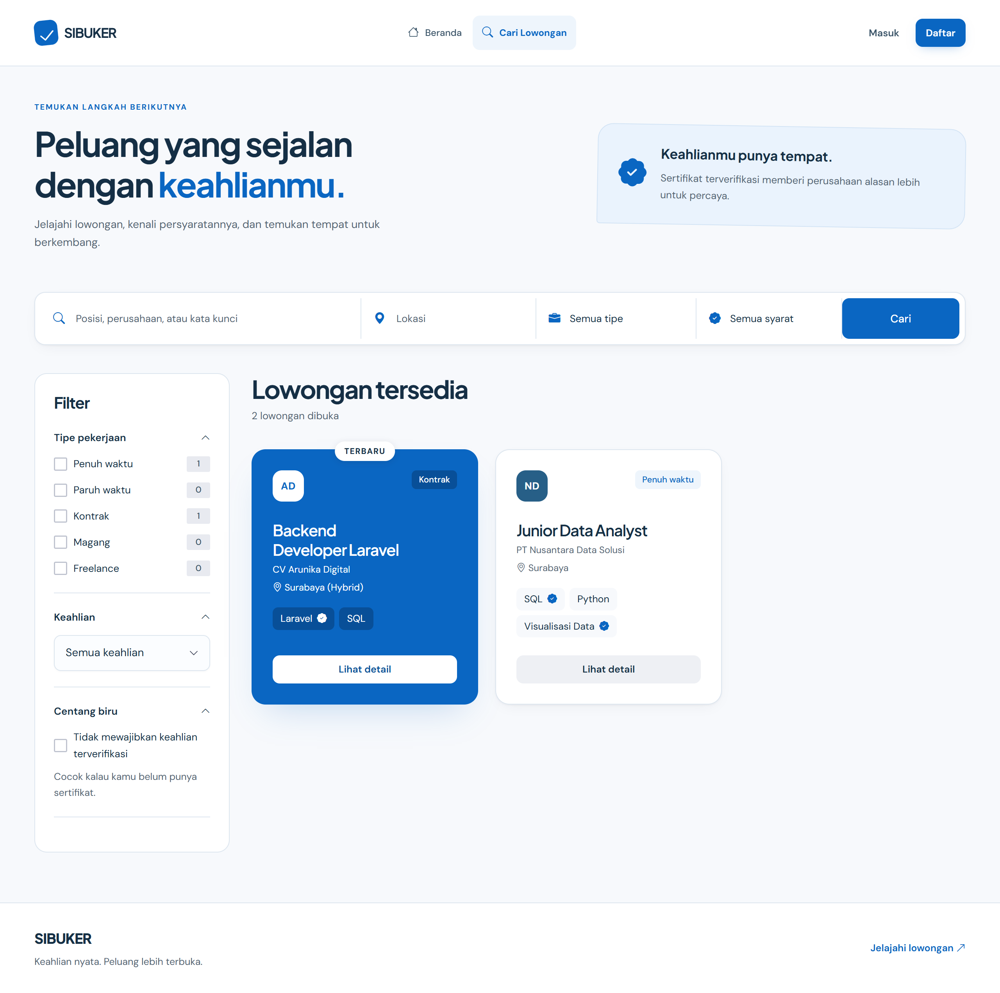 SIBUKER
Beranda
Cari Lowongan
Masuk
Daftar
TEMUKAN LANGKAH BERIKUTNYA
Peluang yang sejalan
dengan keahlianmu.
Jelajahi lowongan, kenali persyaratannya, dan temukan tempat untuk
berkembang.
Keahlianmu punya tempat.
Sertifikat terverifikasi memberi perusahaan alasan lebih
untuk percaya.
Posisi, perusahaan, atau kata kunci
Lokasi
Semua tipe
Semua syarat
Cari
Filter
Tipe pekerjaan
Penuh waktu 1
Paruh waktu 0
Kontrak 1
Magang 0
Freelance 0
Keahlian
Semua keahlian
Centang biru
Tidak mewajibkan keahlian
terverifikasi
Cocok kalau kamu belum punya
sertifikat.
Lowongan tersedia
2 lowongan dibuka
TERBARU
AD
Kontrak
Backend
Developer Laravel
CV Arunika Digital
Surabaya (Hybrid)
Laravel
SQL
Lihat detail
ND
Penuh waktu
Junior Data Analyst
PT Nusantara Data Solusi
Surabaya
SQL
Python
Visualisasi Data
Lihat detail
SIBUKER
Keahlian nyata. Peluang lebih terbuka.
Jelajahi lowongan